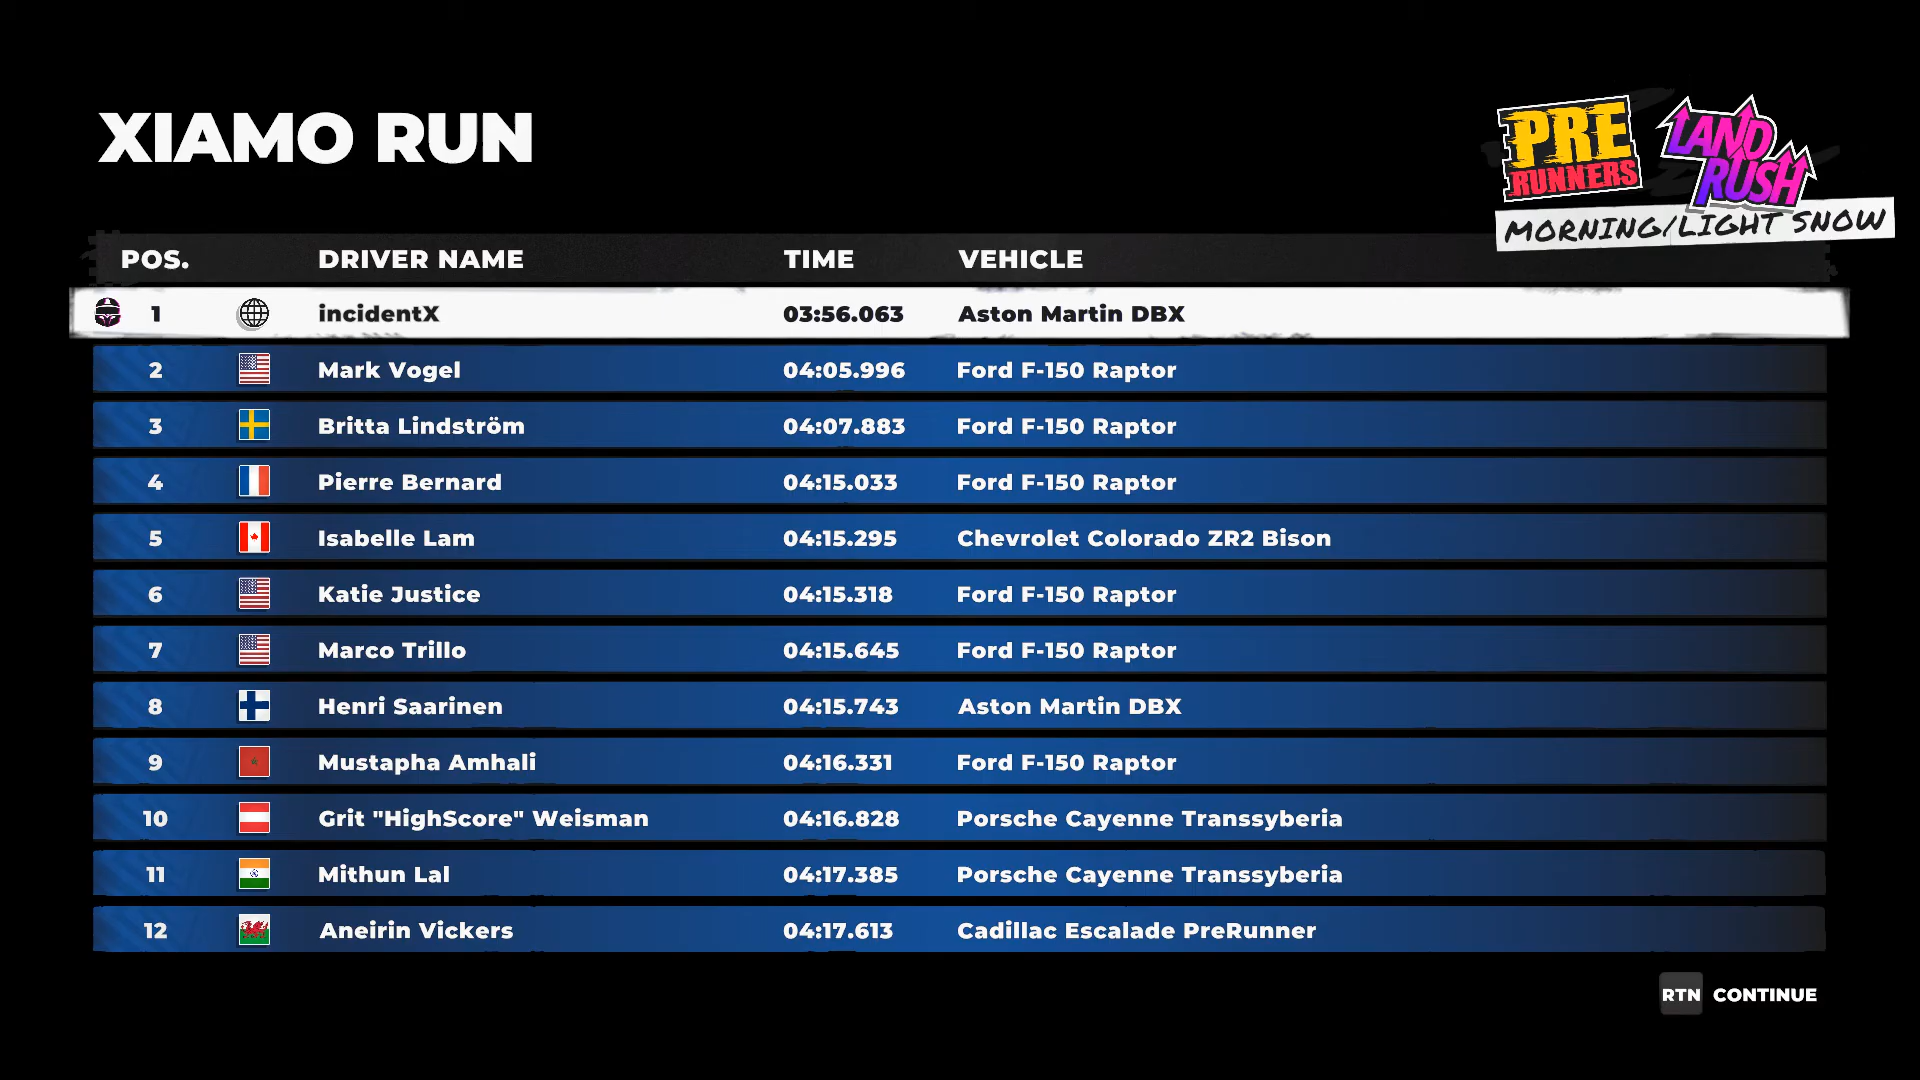 XIAMO RUN
PRE
RUNNERS
LAND
RUSH
MORNING/LIGHT SNOW
POS. DRIVER NAME TIME VEHICLE
1 incidentX 03:56.063 Aston Martin DBX
2 Mark Vogel 04:05.996 Ford F-150 Raptor
3 Britta Lindström 04:07.883 Ford F-150 Raptor
4 Pierre Bernard 04:15.033 Ford F-150 Raptor
5 Isabelle Lam 04:15.295 Chevrolet Colorado ZR2 Bison
6 Katie Justice 04:15.318 Ford F-150 Raptor
7 Marco Trillo 04:15.645 Ford F-150 Raptor
8 Henri Saarinen 04:15.743 Aston Martin DBX
9 Mustapha Amhali 04:16.331 Ford F-150 Raptor
10 Grit "HighScore" Weisman 04:16.828 Porsche Cayenne Transsyberia
11 Mithun Lal 04:17.385 Porsche Cayenne Transsyberia
12 Aneirin Vickers 04:17.613 Cadillac Escalade PreRunner
RTN CONTINUE